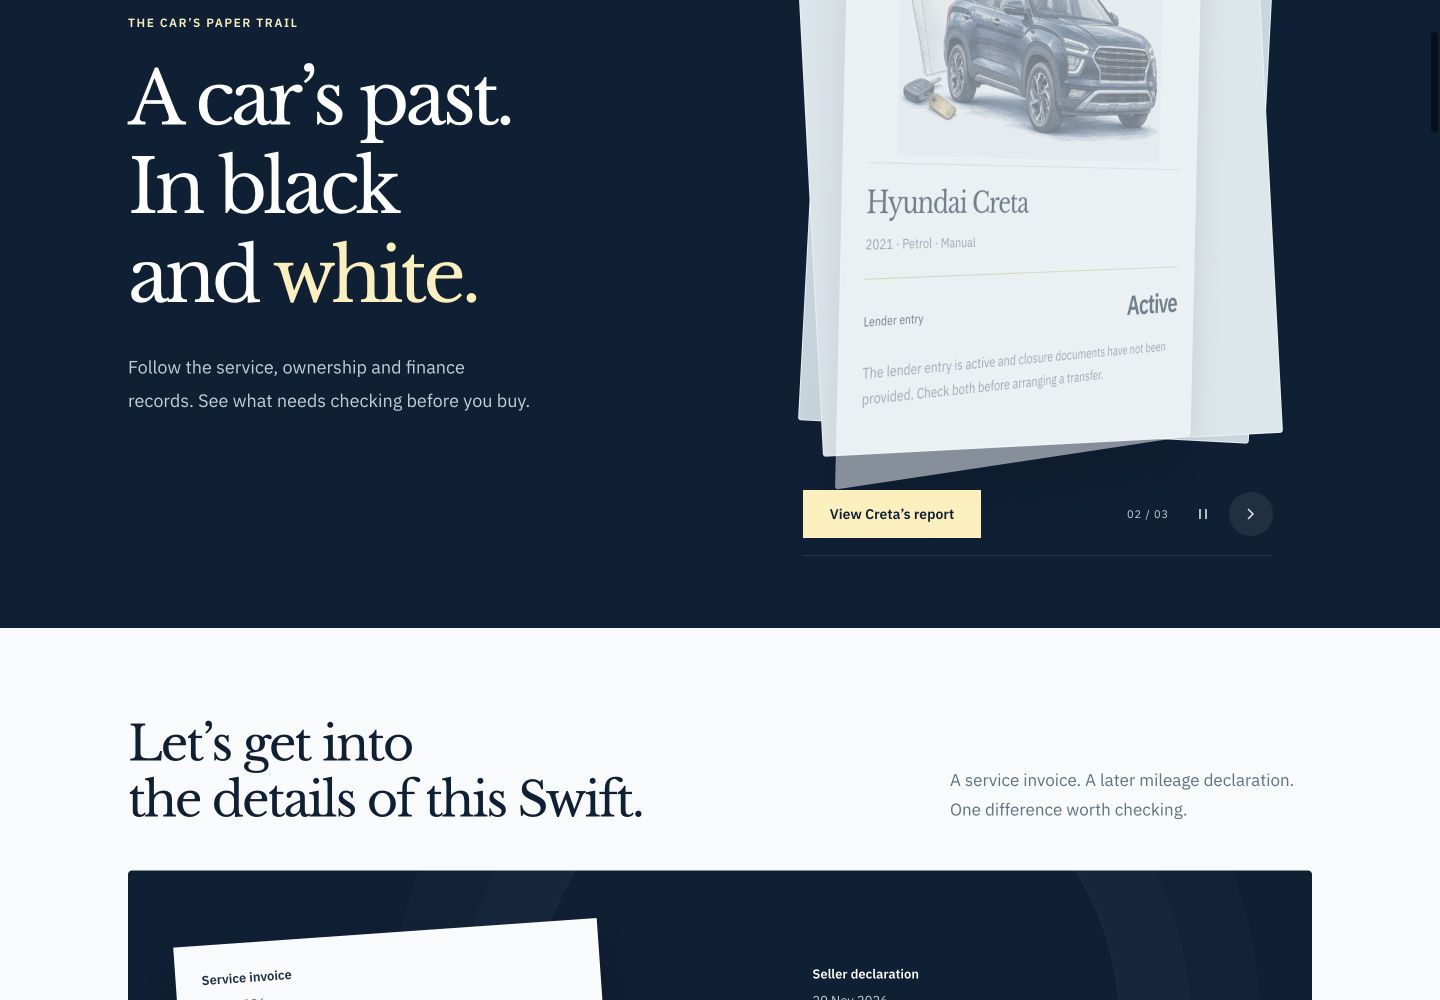 THE CAR’S PAPER TRAIL
A car’s past.
In black
and white.
Follow the service, ownership and finance
records. See what needs checking before you buy.
Hyundai Creta
2021 · Petrol · Manual
Lender entry
Active
The lender entry is active and closure documents have not been
provided. Check both before arranging a transfer.
View Creta’s report
02 / 03
Let’s get into
the details of this Swift.
A service invoice. A later mileage declaration.
One difference worth checking.
Service invoice
Seller declaration
30 Nov 2026